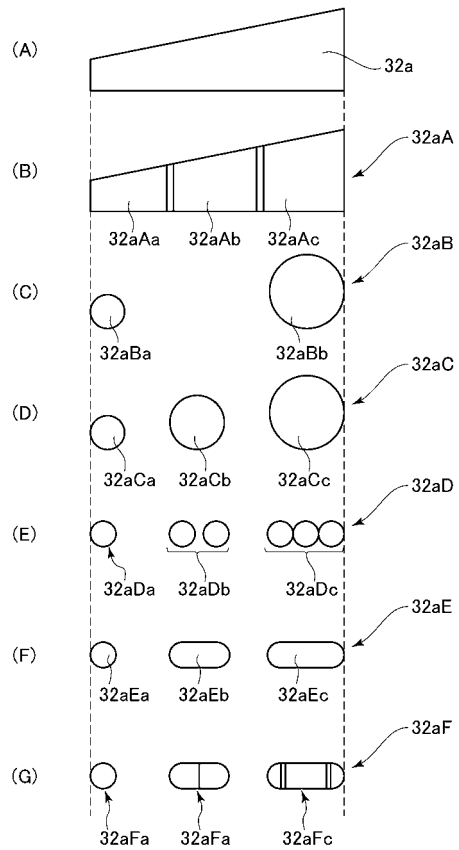 (A)
32a
32aA
(B)
32aAa 32aAb 32aAc
32aB
(C)
32aBa 32aBb
32aC
(D)
32aCa 32aCb 32aCc
32aD
(E)
32aDa 32aDb 32aDc
32aE
(F)
32aEa 32aEb 32aEc
32aF
(G)
32aFa 32aFa 32aFc